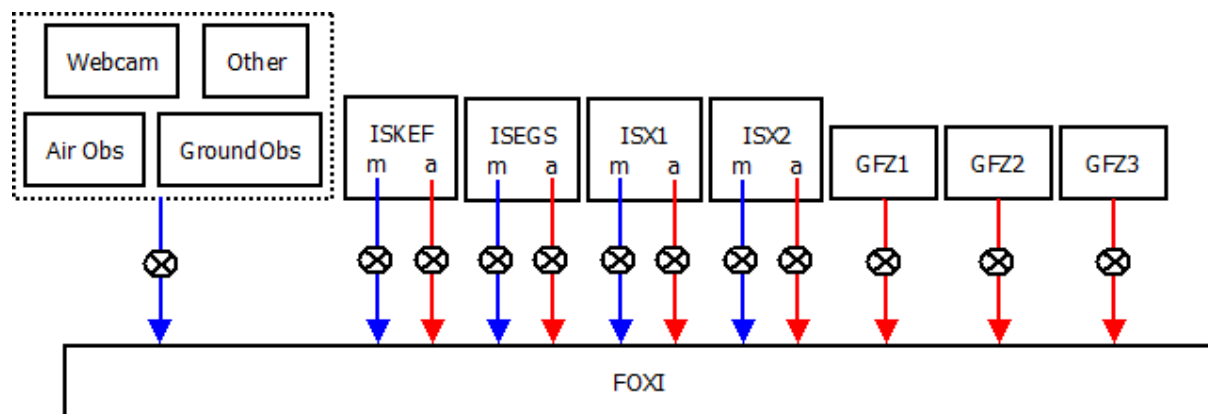 Webcam
Other
Air Obs
GroundObs
ISKEF
m a
ISEGS
m a
ISX1
m a
ISX2
m a
GFZ1
GFZ2
GFZ3
FOXI